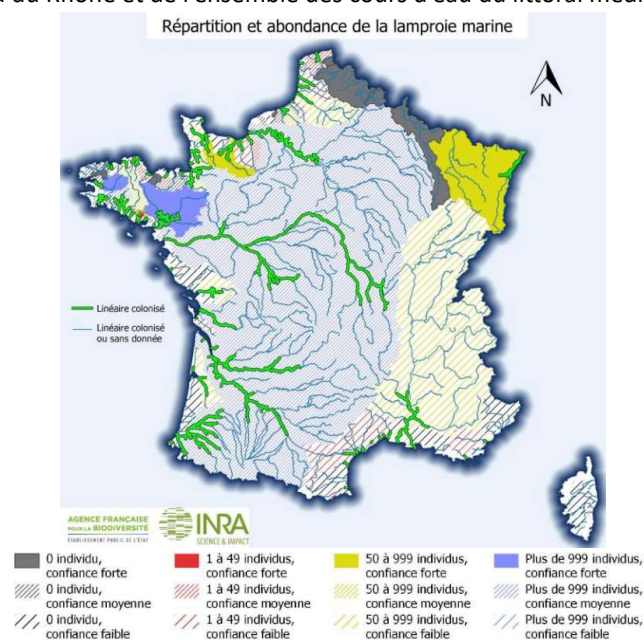 Répartition et abondance de la lamproie marine
N
Linéaire colonisé
Linéaire colonisé
ou sans donnée
AGENCE FRANÇAISE
POUR LA BIODIVERSITÉ
ÉTABLISSEMENT PUBLIC DE L'ÉTAT
INRA
SCIENCE & IMPACT
0 individu,
confiance forte
1 à 49 individus,
confiance forte
50 à 999 individus,
confiance forte
Plus de 999 individus,
confiance forte
0 individu,
confiance moyenne
1 à 49 individus,
confiance moyenne
50 à 999 individus,
confiance moyenne
Plus de 999 individus,
confiance moyenne
0 individu,
confiance faible
1 à 49 individus,
confiance faible
50 à 999 individus,
confiance faible
Plus de 999 individus,
confiance faible